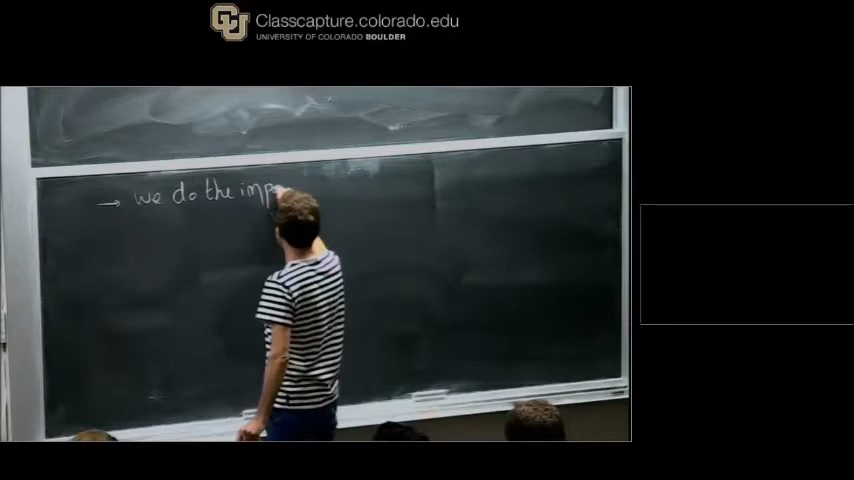 Classcapture.colorado.edu
UNIVERSITY OF COLORADO BOULDER
→ we do the imp